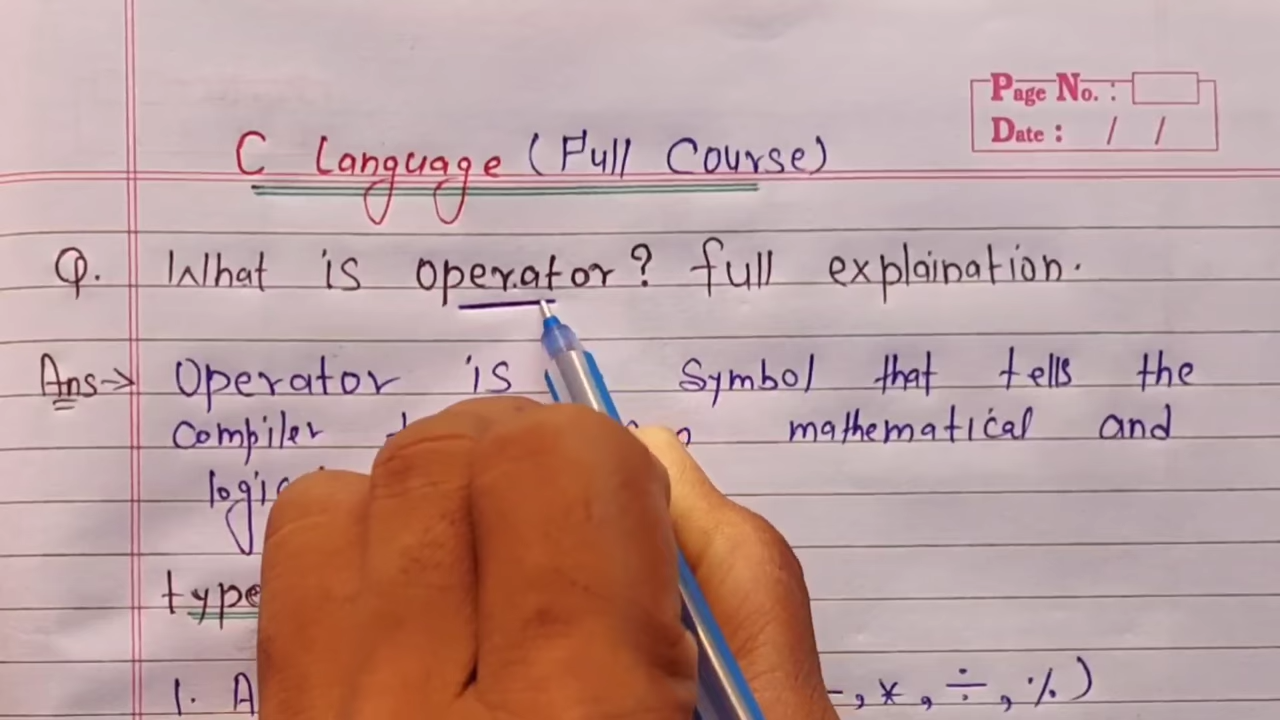 Page No. :
Date : / /
C Language (Full Course)
Q. What is operator? full explaination.
Ans→ Operator is Symbol that tells the
compiler mathematical and
logic
type
1. A -, *, ÷, %)